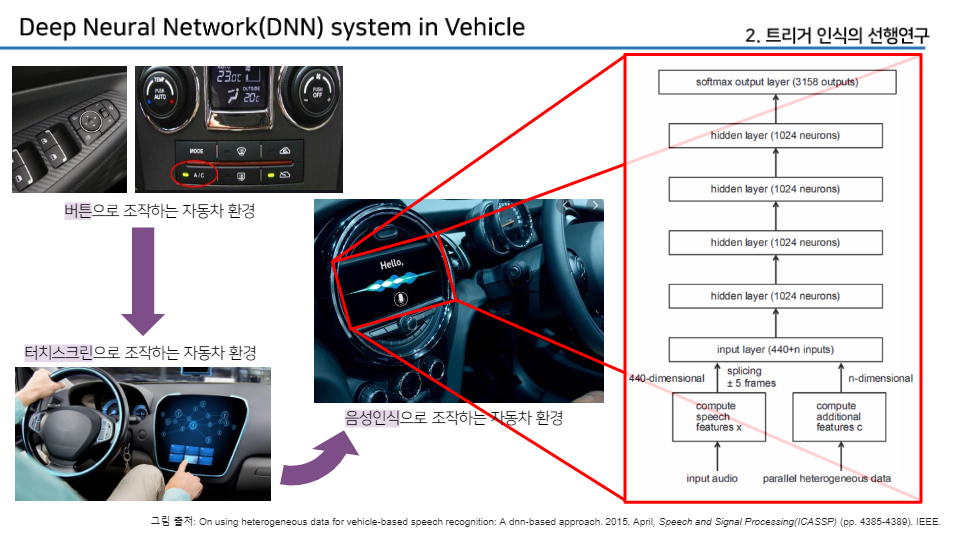 Deep Neural Network(DNN) system in Vehicle
2. 트리거 인식의 선행연구
TEMP
PUSH
AUTO
AUTO
23.0℃
OUTSIDE
20℃
PUSH
OFF
MODE
A/C
버튼으로 조작하는 자동차 환경
터치스크린으로 조작하는 자동차 환경
Hello,
음성인식으로 조작하는 자동차 환경
softmax output layer (3158 outputs)
hidden layer (1024 neurons)
hidden layer (1024 neurons)
hidden layer (1024 neurons)
hidden layer (1024 neurons)
input layer (440+n inputs)
440-dimensional
splicing
± 5 frames
n-dimensional
compute
speech
features x
compute
additional
features c
input audio
parallel heterogeneous data
그림 출처: On using heterogeneous data for vehicle-based speech recognition: A dnn-based approach. 2015, April, Speech and Signal Processing(ICASSP) (pp. 4385-4389). IEEE.